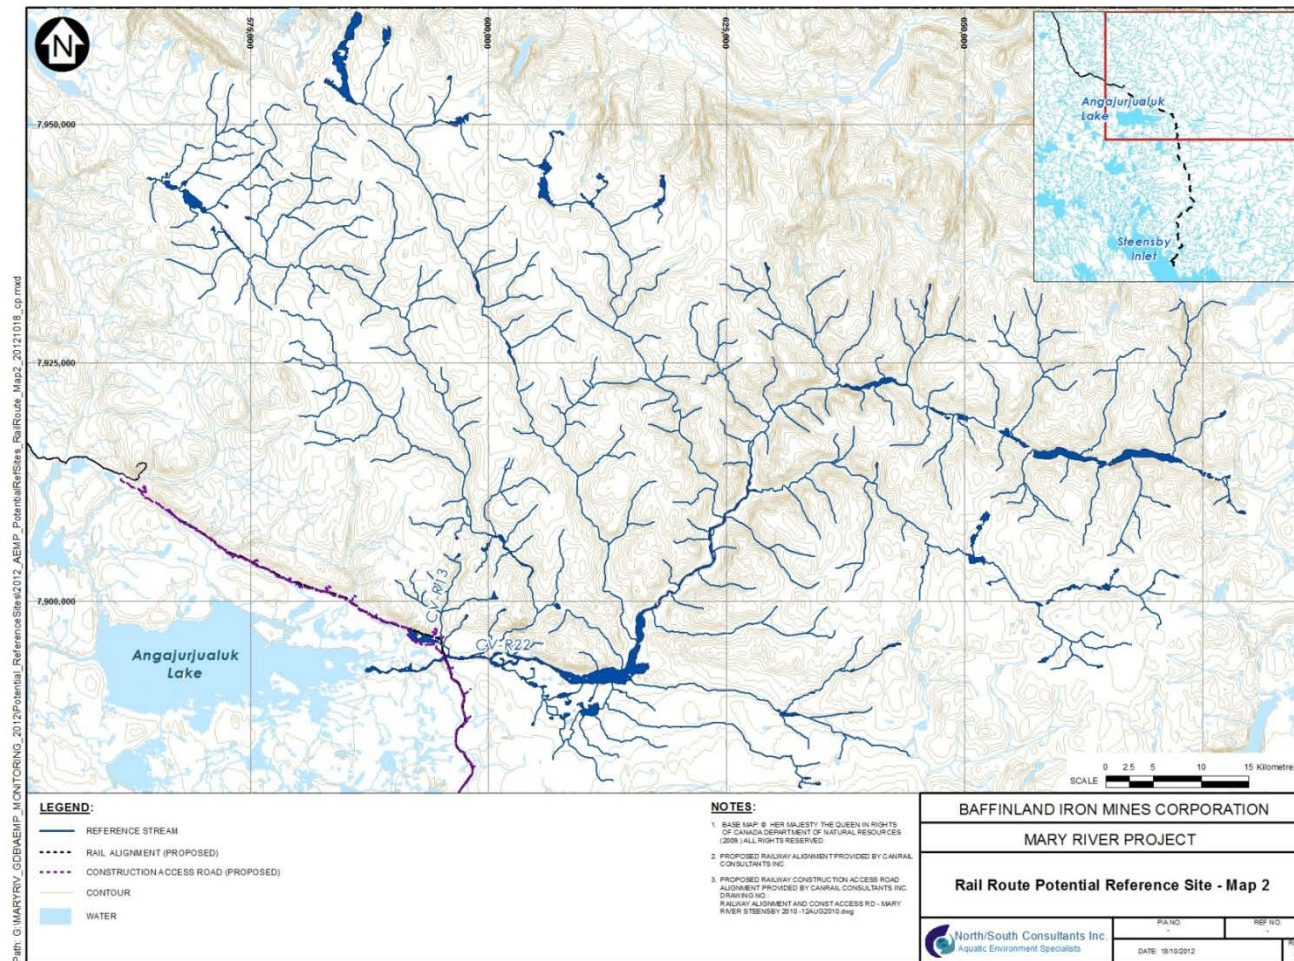 N
575,000
600,000
625,000
650,000
7,950,000
7,925,000
7,900,000
Angajurjualuk
Lake
Steensby
Inlet
CV-R13
CV-R22
Angajurjualuk
Lake
0 2.5 5 10 15 Kilometre
SCALE
Path: G:\MARYRIV_GDB\AEMP_MONITORING_2012\Potential_ReferenceSites\2012_AEMP_PotentialRefSites_RailRoute_Map2_20121018_cp.mxd
LEGEND:
REFERENCE STREAM
RAIL ALIGNMENT (PROPOSED)
CONSTRUCTION ACCESS ROAD (PROPOSED)
CONTOUR
WATER
NOTES:
1. BASE MAP: © HER MAJESTY THE QUEEN IN RIGHTS
OF CANADA DEPARTMENT OF NATURAL RESOURCES
(2009.) ALL RIGHTS RESERVED.
2. PROPOSED RAILWAY ALIGNMENT PROVIDED BY CANRAIL
CONSULTANTS INC.
3. PROPOSED RAILWAY CONSTRUCTION ACCESS ROAD
ALIGNMENT PROVIDED BY CANRAIL CONSULTANTS INC.
DRAWING NO.:
RAILWAY ALIGNMENT AND CONST ACCESS RD - MARY
RIVER STEENSBY 2010 -12AUG2010.dwg
BAFFINLAND IRON MINES CORPORATION
MARY RIVER PROJECT
Rail Route Potential Reference Site - Map 2
North/South Consultants Inc.
Aquatic Environment Specialists
P/A NO.
-
REF NO.
-
DATE: 18/10/2012